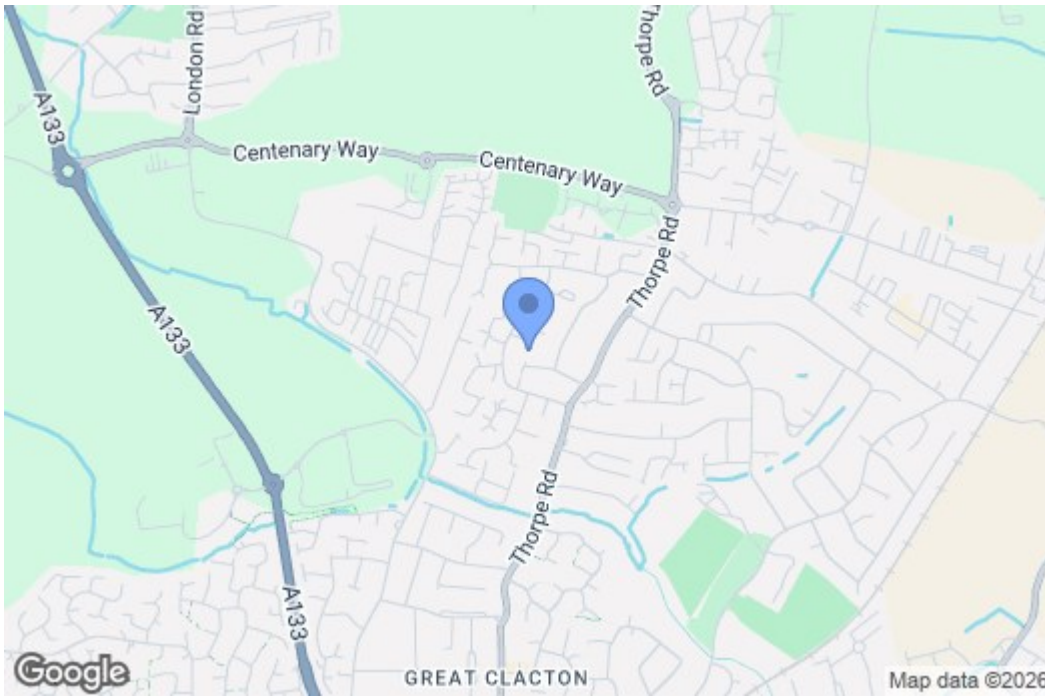 London Rd
Thorpe Rd
A133
Centenary Way
Centenary Way
Thorpe Rd
A133
Thorpe Rd
A133
GREAT CLACTON
Google
Map data ©2026